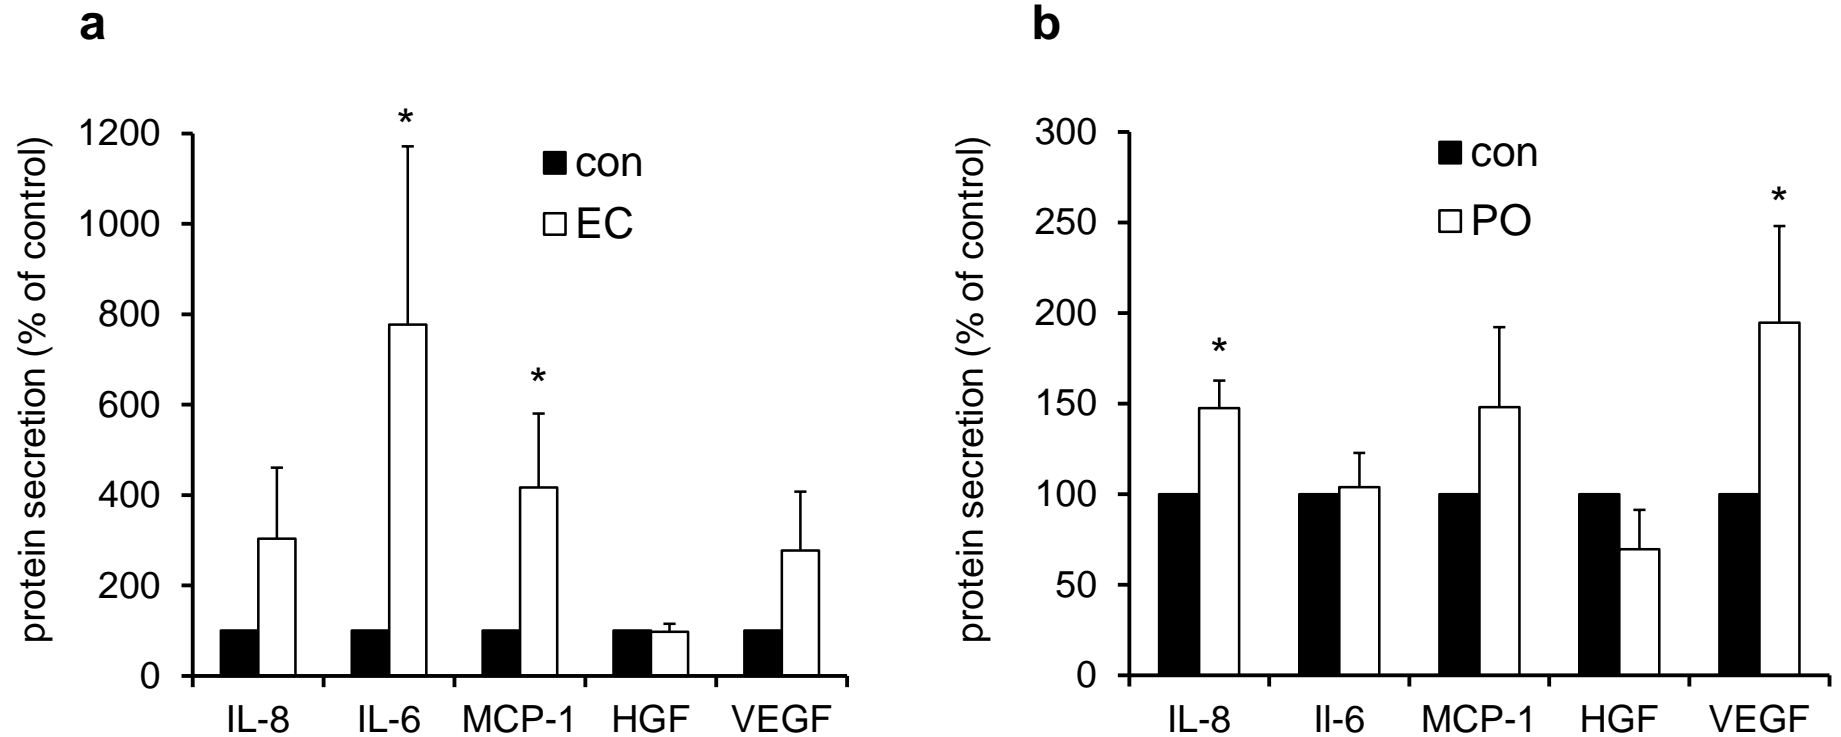 a
*
1200
1000
800
600
400
200
0
protein secretion (% of control)
con
EC
*
IL-8 IL-6 MCP-1 HGF VEGF
b
300
250
200
150
100
50
0
protein secretion (% of control)
con
PO
*
*
IL-8 Il-6 MCP-1 HGF VEGF